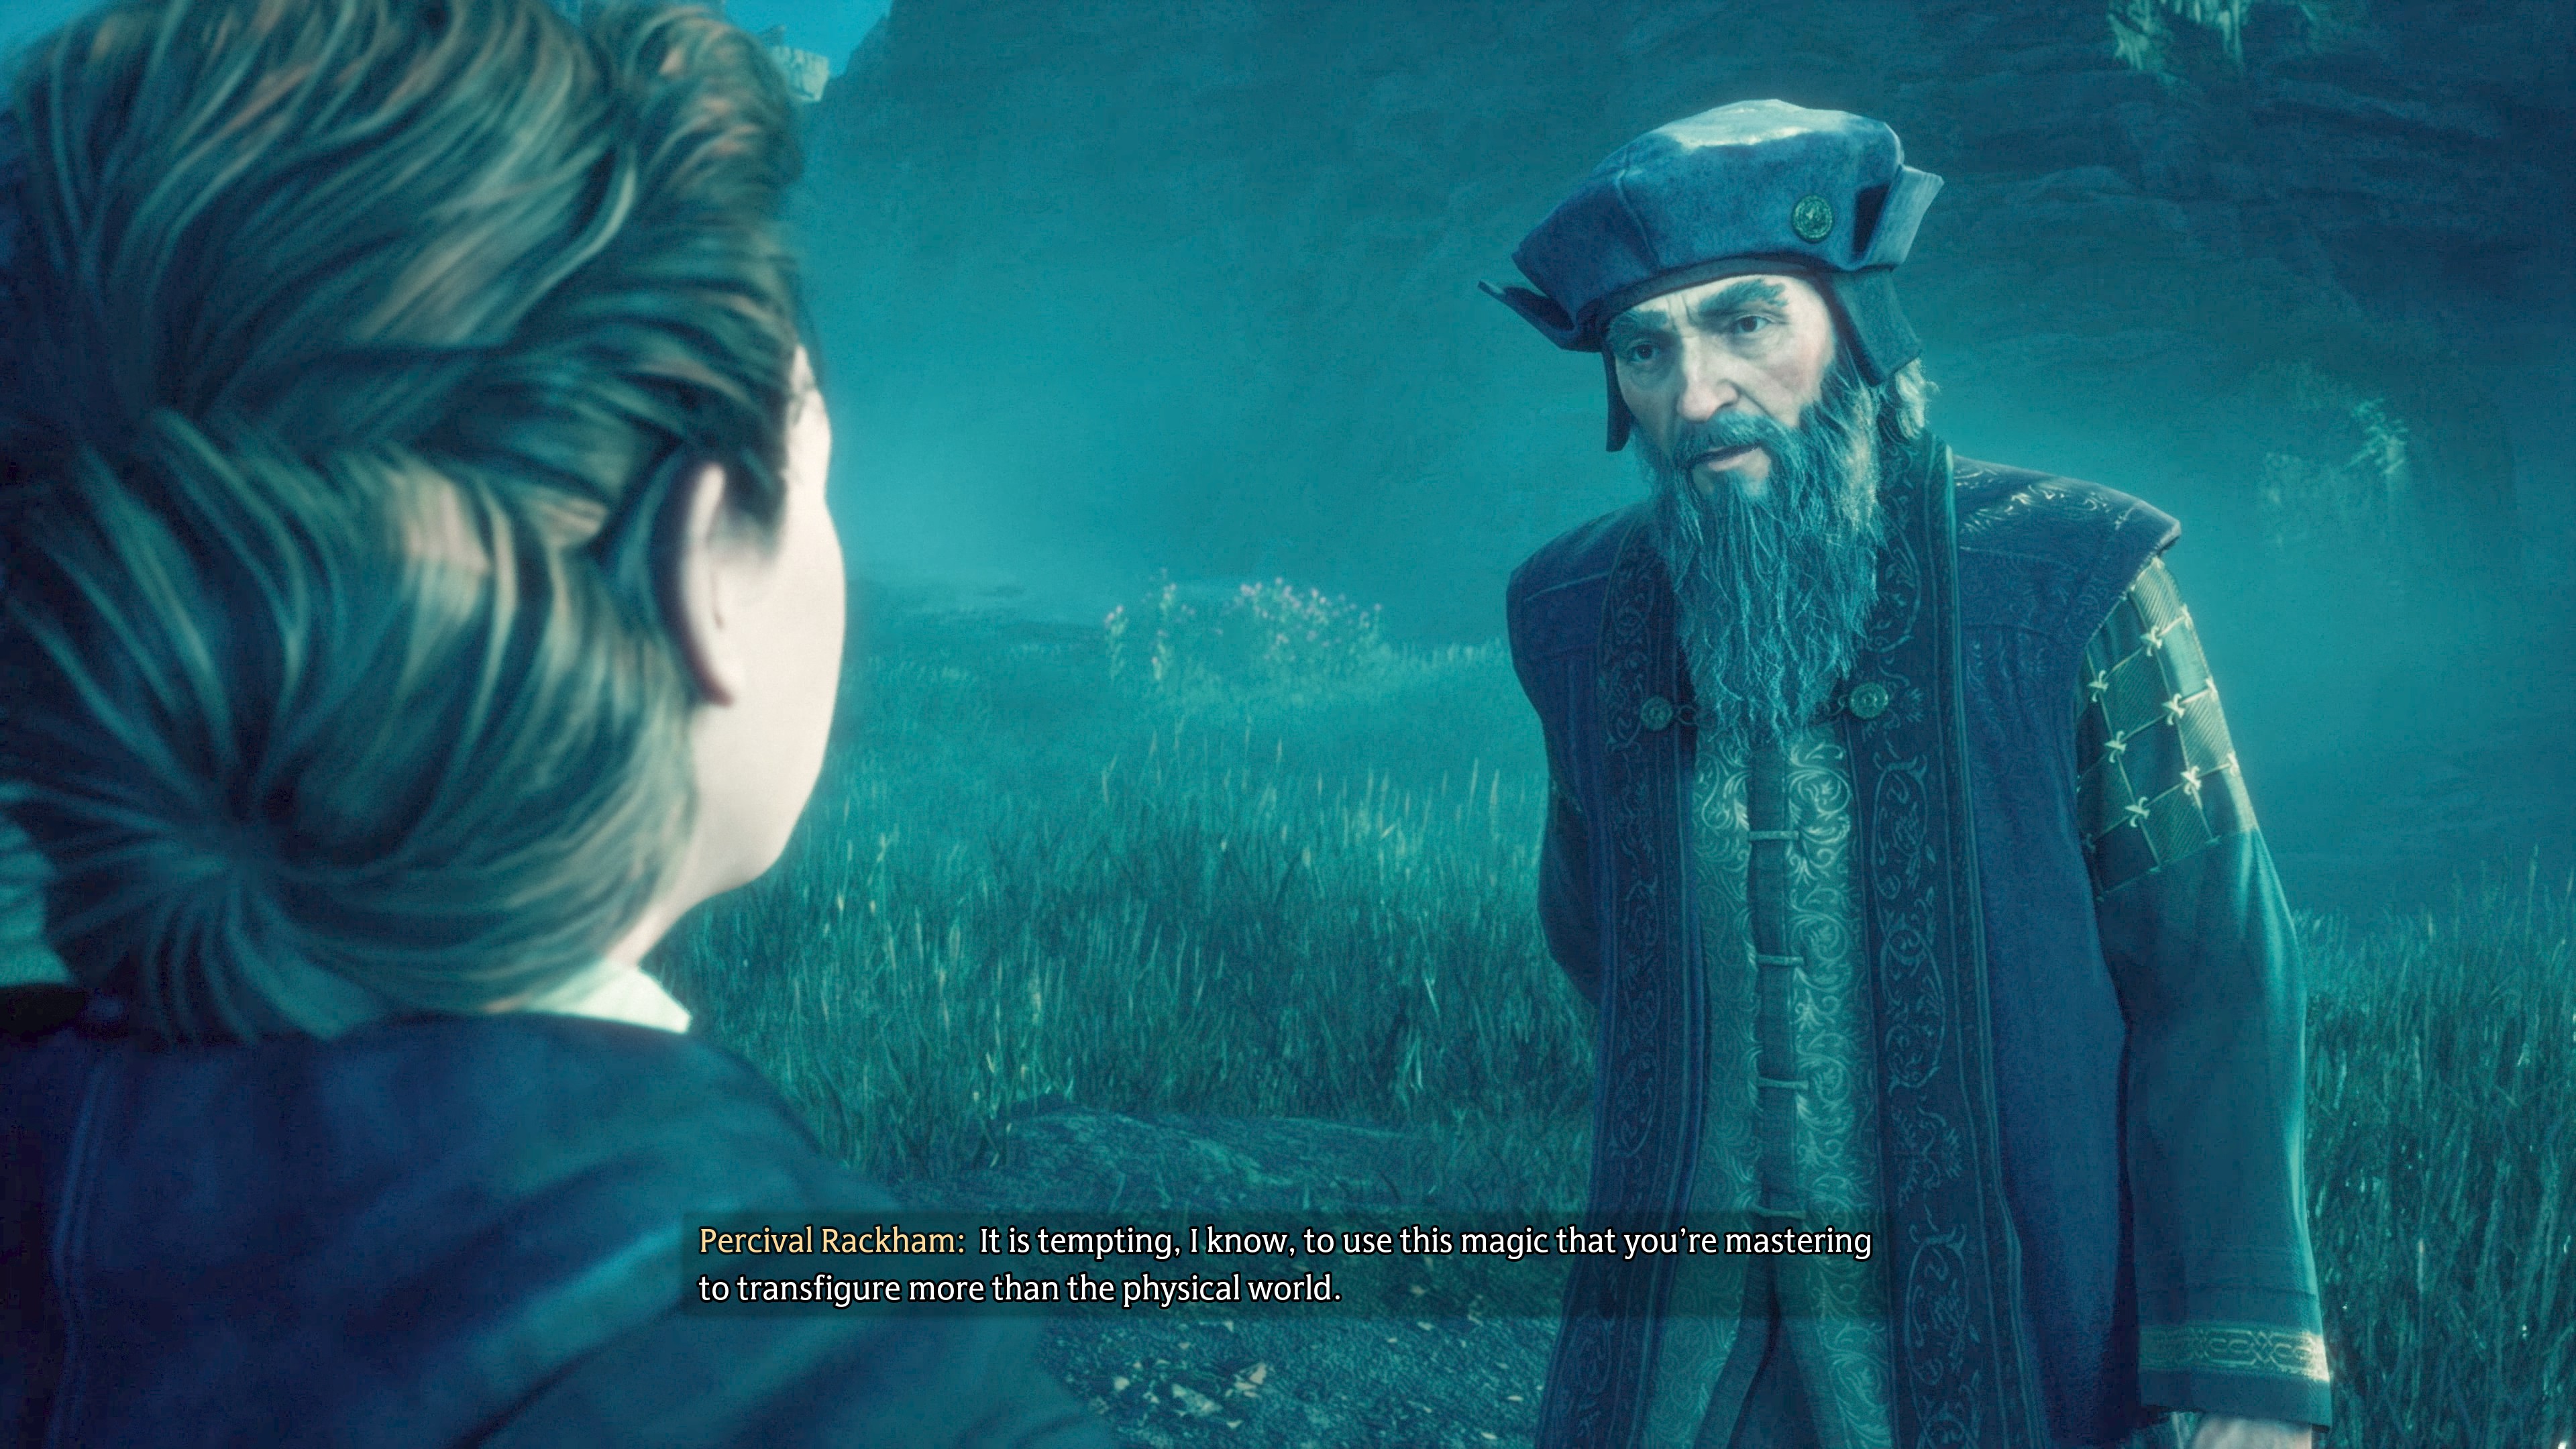 Percival Rackham: It is tempting, I know, to use this magic that you’re mastering
to transfigure more than the physical world.